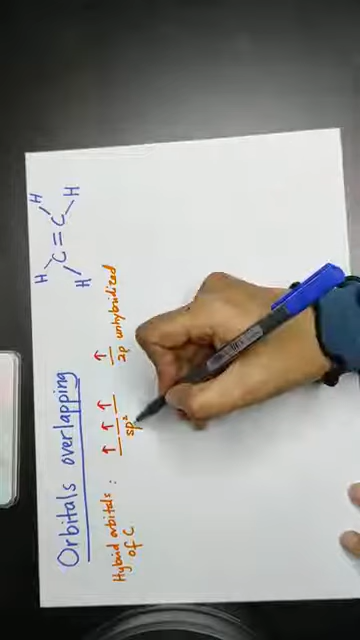 Orbitals overlapping
H H
C = C
H H
Hybrid orbitals : ↑ ↑ ↑ ↑
of C sp² 2p unhybridized